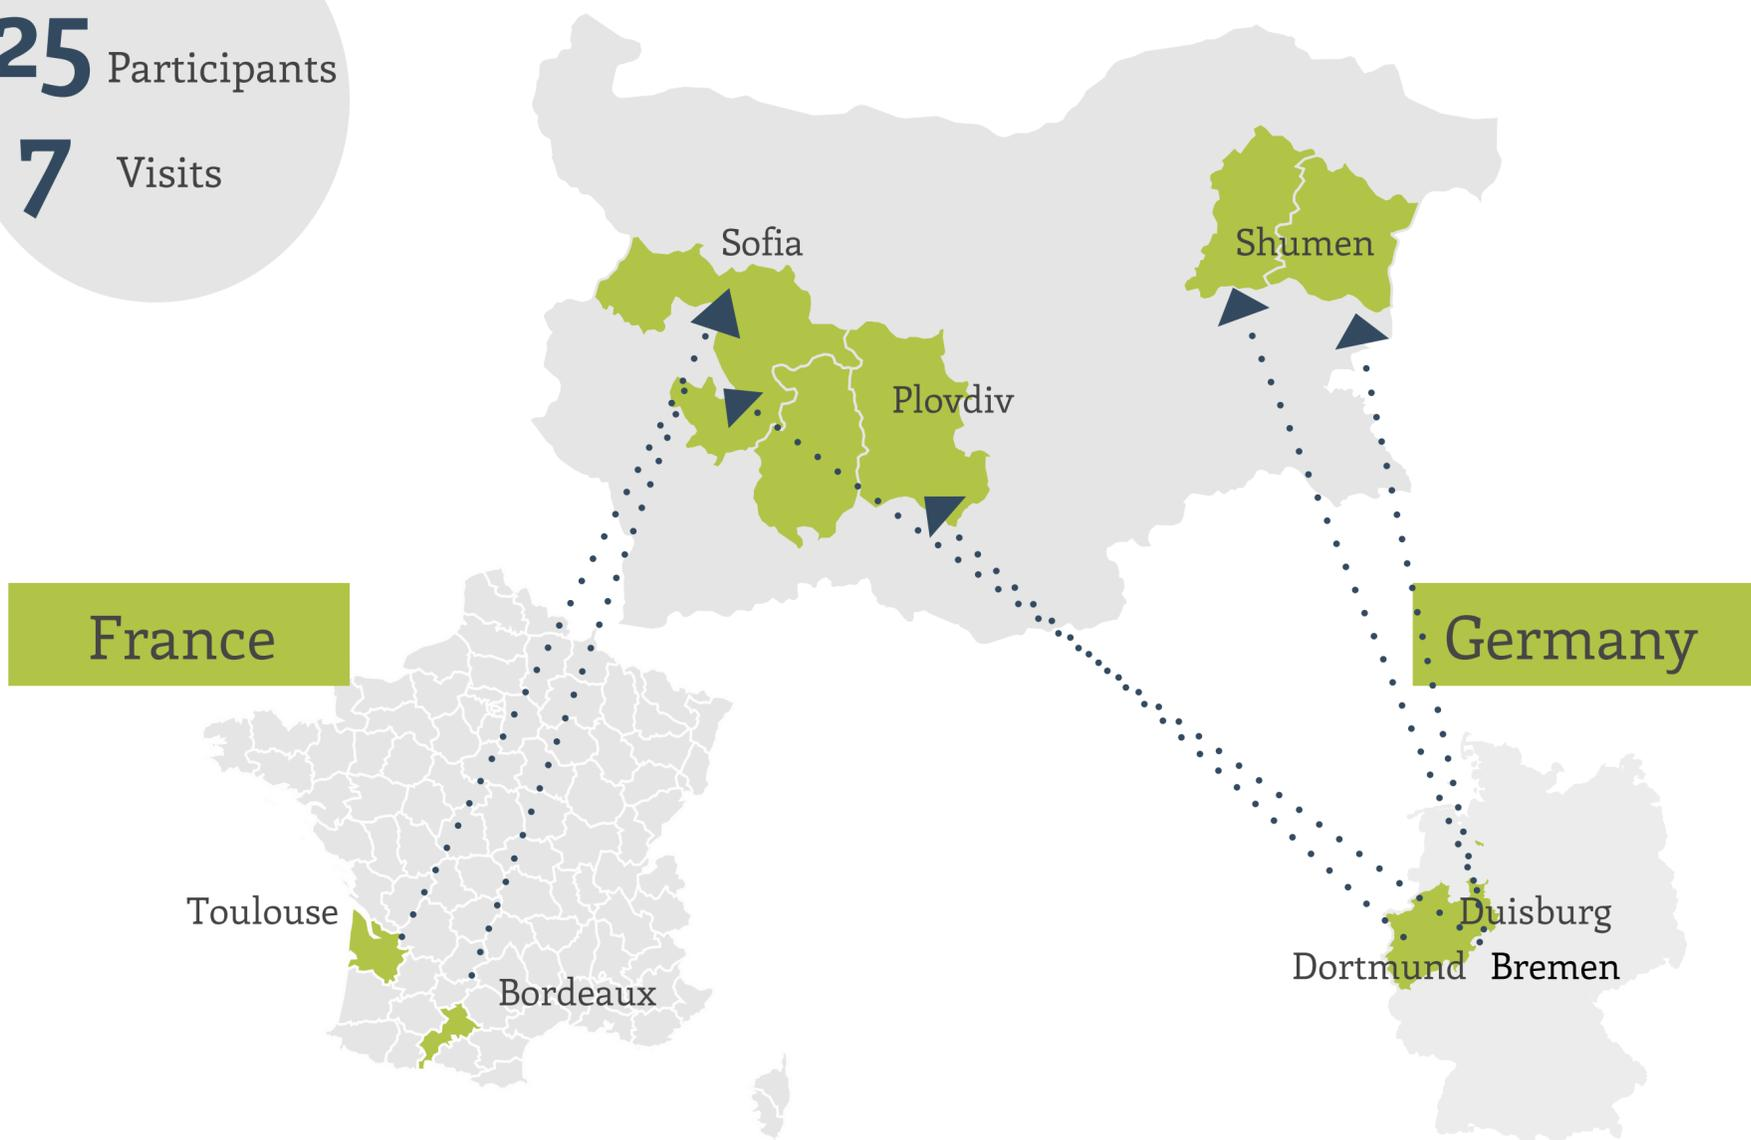 25 Participants
7 Visits
Sofia
Shumen
Plovdiv
France
Germany
Toulouse
Duisburg
Dortmund
Bremen
Bordeaux